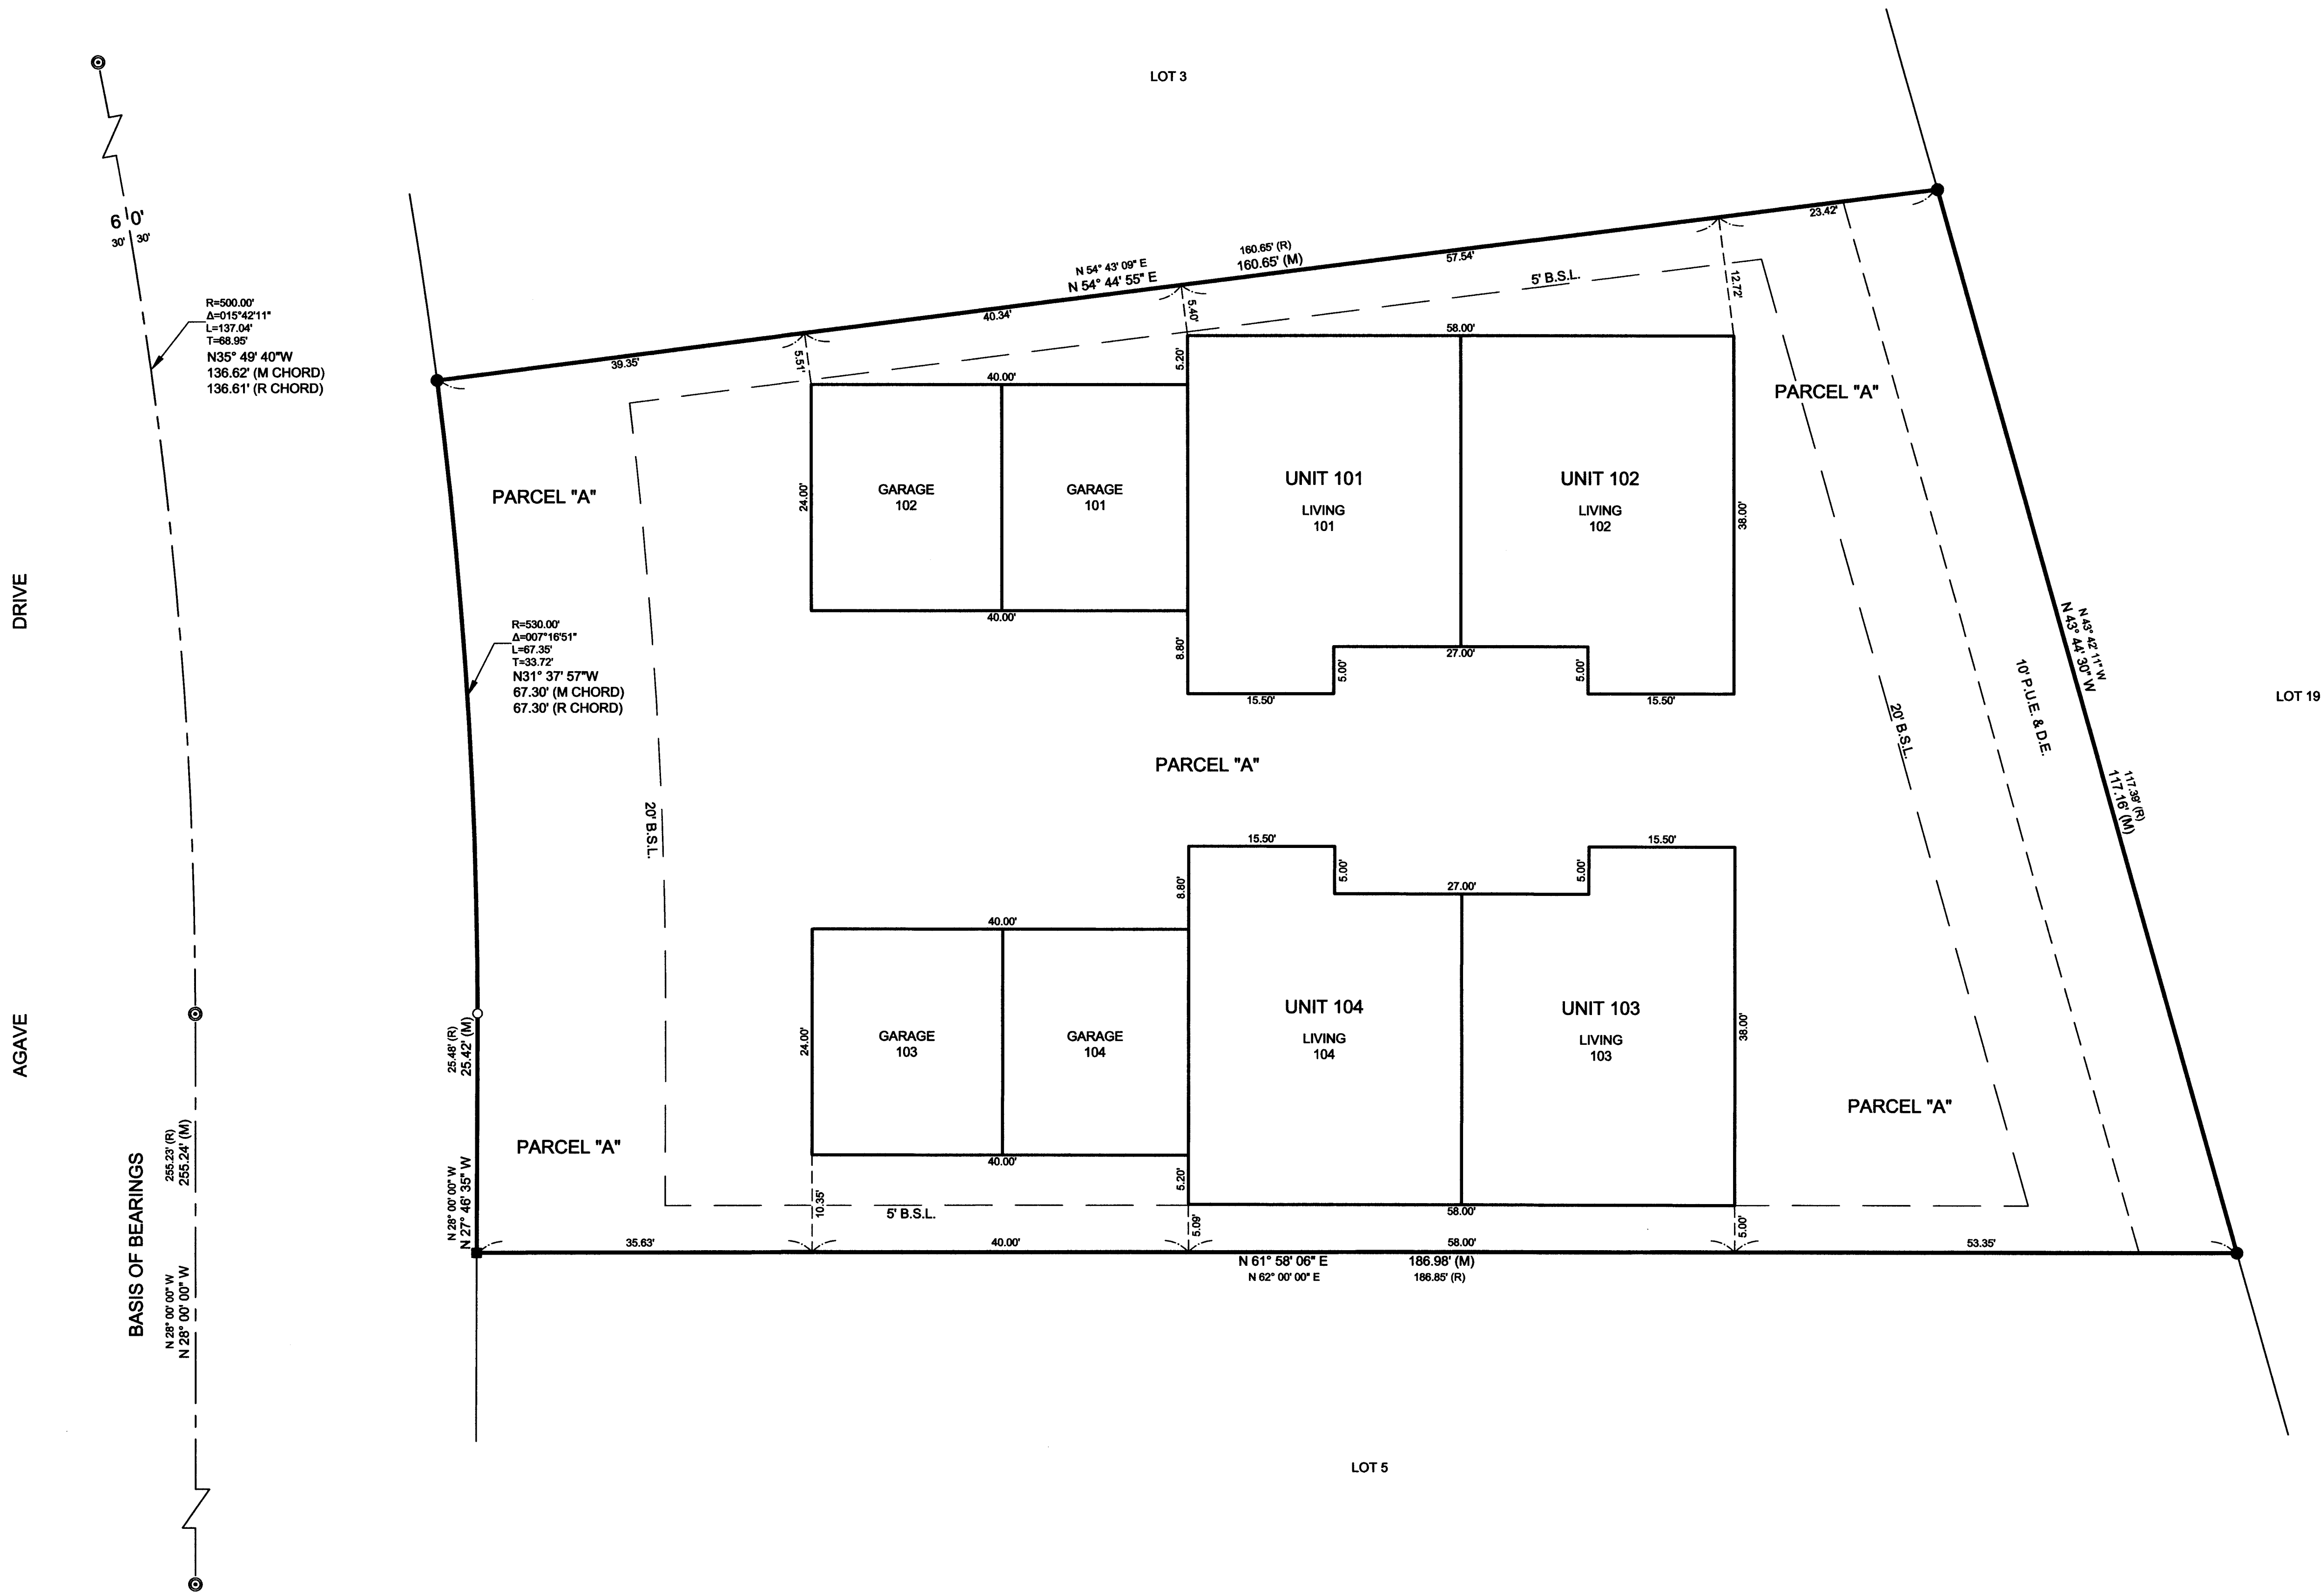 LOT 3
6 0'
30' 30'
R=500.00'
Δ=015°42'11"
L=137.04'
T=68.95'
N35° 49' 40"W
136.62' (M CHORD)
136.61' (R CHORD)
N 54° 43' 09" E
N 54° 44' 55" E
160.65' (R)
160.65' (M)
39.35'
40.34'
57.54'
23.42'
5.51'
5.40'
12.72'
5' B.S.L.
40.00'
5.20'
58.00'
PARCEL "A"
PARCEL "A"
24.00'
GARAGE
102
GARAGE
101
UNIT 101
LIVING
101
UNIT 102
LIVING
102
38.00'
40.00'
8.80'
15.50'
5.00'
27.00'
5.00'
15.50'
DRIVE
R=530.00'
Δ=007°16'51"
L=67.35'
T=33.72'
N31° 37' 57"W
67.30' (M CHORD)
67.30' (R CHORD)
N 43° 42' 11" W
N 43° 44' 30" W
117.39' (R)
117.16' (M)
10' P.U.E. & D.E.
20' B.S.L.
LOT 19
PARCEL "A"
20' B.S.L.
15.50'
5.00'
27.00'
5.00'
15.50'
8.80'
40.00'
24.00'
GARAGE
103
GARAGE
104
UNIT 104
LIVING
104
UNIT 103
LIVING
103
38.00'
AGAVE
25.48' (R)
25.42' (M)
N 28° 00' 00" W
N 27° 46' 35" W
PARCEL "A"
PARCEL "A"
40.00'
5.20'
58.00'
10.35'
5' B.S.L.
5.09'
5.00'
35.63'
40.00'
58.00'
53.35'
N 61° 58' 06" E
186.98' (M)
N 62° 00' 00" E
186.85' (R)
BASIS OF BEARINGS
255.23' (R)
255.24' (M)
N 28° 00' 00" W
N 28° 00' 00" W
LOT 5